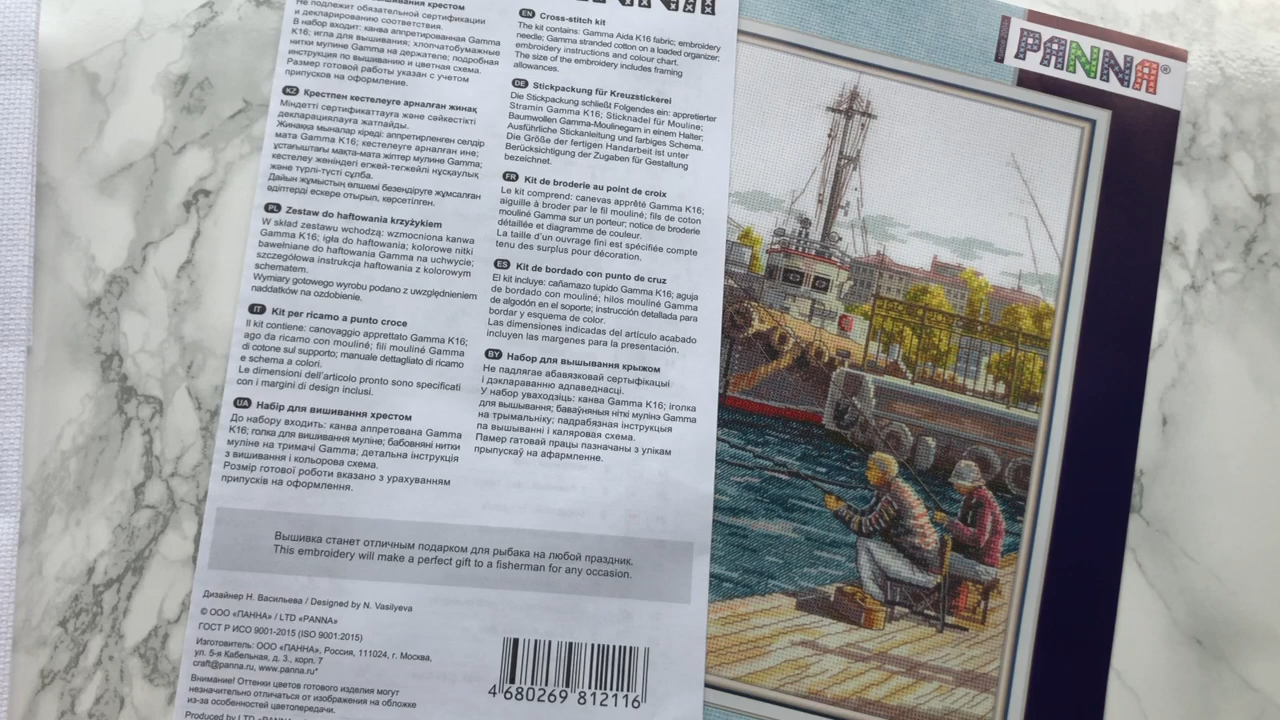 вышивания крестом
Не подлежит обязательной сертификации
и декларированию соответствия.
В набор входит: канва аппретированная Gamma
K16; игла для вышивания; хлопчатобумажные
нитки мулине Gamma на держателе; подробная
инструкция по вышиванию и цветная схема.
Размер готовой работы указан с учетом
припусков на оформление.
KZ Крестпен кестелеуге арналған жинақ
Міндетті сертификаттауға және сәйкестікті
декларациялауға жатпайды.
Жинаққа мыналар кіреді: аппретирленген селдір
мата Gamma K16; кестелеуге арналған ине;
ұстағыштағы мақта-мата жіптер мулине Gamma;
кестелеу жөніндегі егжей-тегжейлі нұсқаулық
және түрлі-түсті сұлба.
Дайын жұмыстың өлшемі безендіруге жұмсалған
әдіптерді ескере отырып, көрсетілген.
PL Zestaw do haftowania krzyżykiem
W skład zestawu wchodzą: wzmocniona kanwa
Gamma K16; igła do haftowania; kolorowe nitki
bawełniane do haftowania Gamma na uchwycie;
szczegółowa instrukcja haftowania z kolorowym
schematem.
Wymiary gotowego wyrobu podano z uwzględnieniem
naddatków na ozdobienie.
IT Kit per ricamo a punto croce
Il kit contiene: canovaggio apprettato Gamma K16;
ago da ricamo con mouliné; fili mouliné Gamma
di cotone sul supporto; manuale dettagliato di ricamo
e schema a colori.
Le dimensioni dell'articolo pronto sono specificati
con i margini di design inclusi.
UA Набір для вишивання хрестом
До набору входить: канва аппретована Gamma
K16; голка для вишивання муліне; бабовняні нитки
муліне на тримачі Gamma; детальна інструкція
з вишивання і кольорова схема.
Розмір готової роботи вказано з урахуванням
припусків на оформлення.
EN Cross-stitch kit
The kit contains: Gamma Aida K16 fabric; embroidery
needle; Gamma stranded cotton on a loaded organizer;
embroidery instructions and colour chart.
The size of the embroidery includes framing
allowances.
DE Stickpackung für Kreuzstickerei
Die Stickpackung schließt Folgendes ein: appretierter
Stramin Gamma K16; Sticknadel für Mouline;
Baumwollen Gamma-Moulinegarn in einem Halter;
Ausführliche Stickanleitung und farbiges Schema.
Die Größe der fertigen Handarbeit ist unter
Berücksichtigung der Zugaben für Gestaltung
bezeichnet.
FR Kit de broderie au point de croix
Le kit comprend: canevas apprêté Gamma K16;
aiguille à broder par le fil mouliné; fils de coton
mouliné Gamma sur un porteur; notice de broderie
détaillée et diagramme de couleur.
La taille d'un ouvrage fini est spécifiée compte
tenu des surplus pour décoration.
ES Kit de bordado con punto de cruz
El kit incluye: cañamazo tupido Gamma K16; aguja
de bordado con mouliné; hilos mouliné Gamma
de algodón en el soporte; instrucción detallada para
bordar y esquema de color.
Las dimensiones indicadas del artículo acabado
incluyen las margenes para la presentación.
BY Набор для вышывання крыжом
Не падлягае абавязковай сертыфікацыі
і дэклараванню адпаведнасці.
У набор уваходзіць: канва Gamma K16; іголка
для вышывання; баваўняныя ніткі мулінэ Gamma
на трымальніку; падрабязная інструкцыя
па вышыванні і каляровая схема.
Памер гатовай працы пазначаны з улікам
прыпускаў на афармленне.
Вышивка станет отличным подарком для рыбака на любой праздник.
This embroidery will make a perfect gift to a fisherman for any occasion.
Дизайнер Н. Васильева / Designed by N. Vasilyeva
© ООО «ПАННА» / LTD «PANNA»
ГОСТ Р ИСО 9001-2015 (ISO 9001:2015)
Изготовитель: ООО «ПАННА», Россия, 111024, г. Москва,
ул. 5-я Кабельная, д. 3., корп. 7
craft@panna.ru, www.panna.ru*
Внимание! Оттенки цветов готового изделия могут
незначительно отличаться от изображения на обложке
из-за особенностей цветопередачи.
Produced by LTD «PANNA»
4 680269 812116
PANNA®